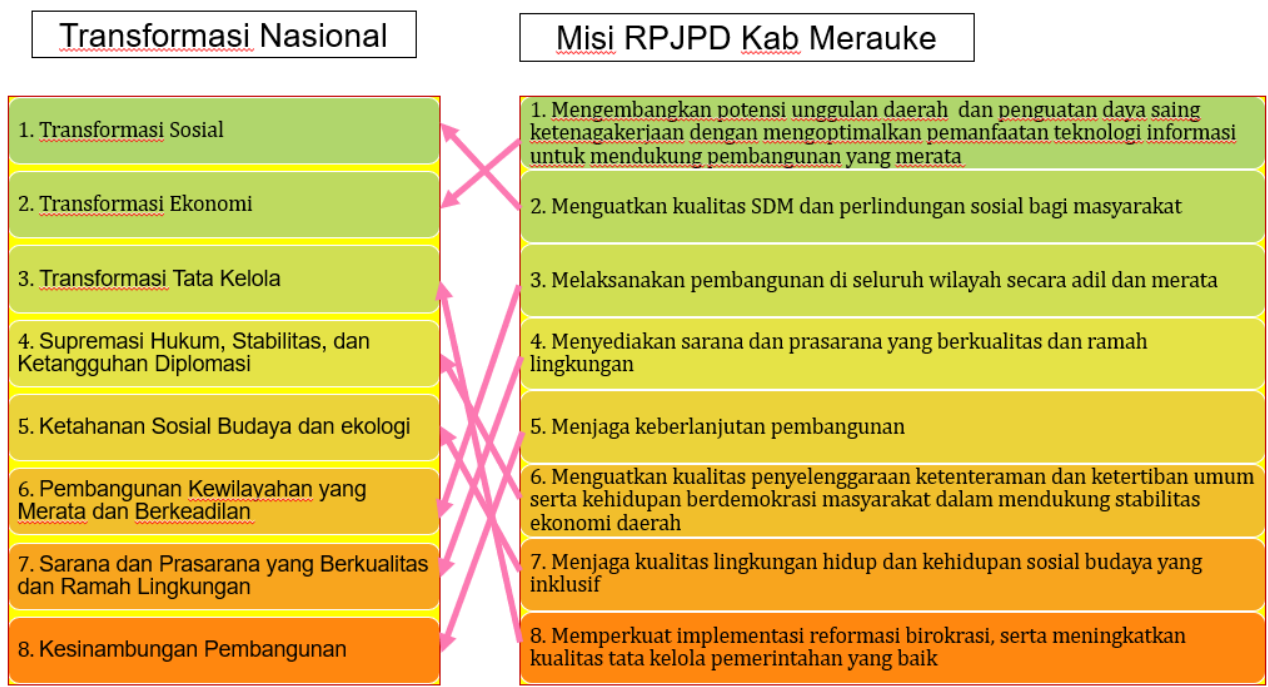 Transformasi Nasional
Misi RPJPD Kab Merauke
1. Transformasi Sosial
2. Transformasi Ekonomi
3. Transformasi Tata Kelola
4. Supremasi Hukum, Stabilitas, dan
Ketangguhan Diplomasi
5. Ketahanan Sosial Budaya dan ekologi
6. Pembangunan Kewilayahan yang
Merata dan Berkeadilan
7. Sarana dan Prasarana yang Berkualitas
dan Ramah Lingkungan
8. Kesinambungan Pembangunan
1. Mengembangkan potensi unggulan daerah dan penguatan daya saing
ketenagakerjaan dengan mengoptimalkan pemanfaatan teknologi informasi
untuk mendukung pembangunan yang merata
2. Menguatkan kualitas SDM dan perlindungan sosial bagi masyarakat
3. Melaksanakan pembangunan di seluruh wilayah secara adil dan merata
4. Menyediakan sarana dan prasarana yang berkualitas dan ramah
lingkungan
5. Menjaga keberlanjutan pembangunan
6. Menguatkan kualitas penyelenggaraan ketenteraman dan ketertiban umum
serta kehidupan berdemokrasi masyarakat dalam mendukung stabilitas
ekonomi daerah
7. Menjaga kualitas lingkungan hidup dan kehidupan sosial budaya yang
inklusif
8. Memperkuat implementasi reformasi birokrasi, serta meningkatkan
kualitas tata kelola pemerintahan yang baik